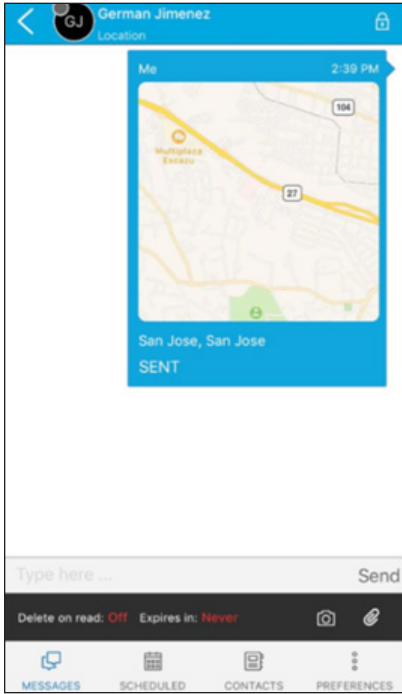 GJ
German Jimenez
Location
Me 2:39 PM
104
Multiplaza
Escazu
27
San Jose, San Jose
SENT
Type here ... Send
Delete on read: Off Expires in: Never
MESSAGES SCHEDULED CONTACTS PREFERENCES